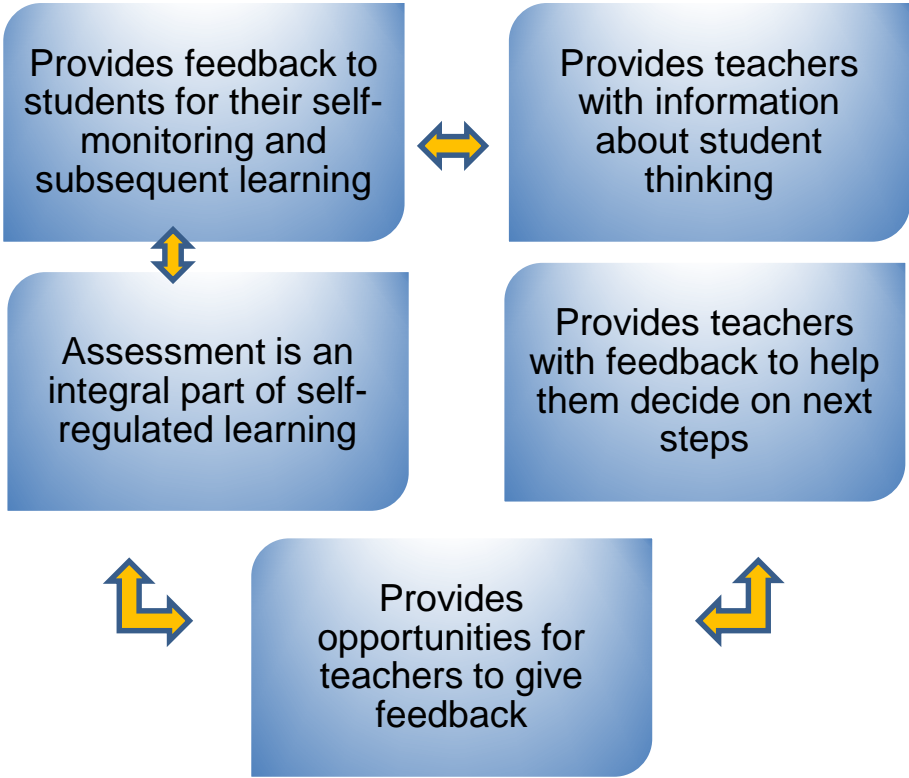 Provides feedback to
students for their self-
monitoring and
subsequent learning
Provides teachers
with information
about student
thinking
Assessment is an
integral part of self-
regulated learning
Provides teachers
with feedback to help
them decide on next
steps
Provides
opportunities for
teachers to give
feedback